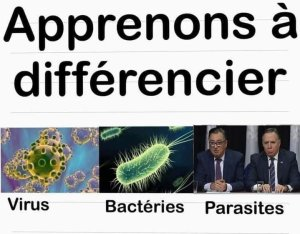 Apprenons à
différencier
Virus
Bactéries
Parasites